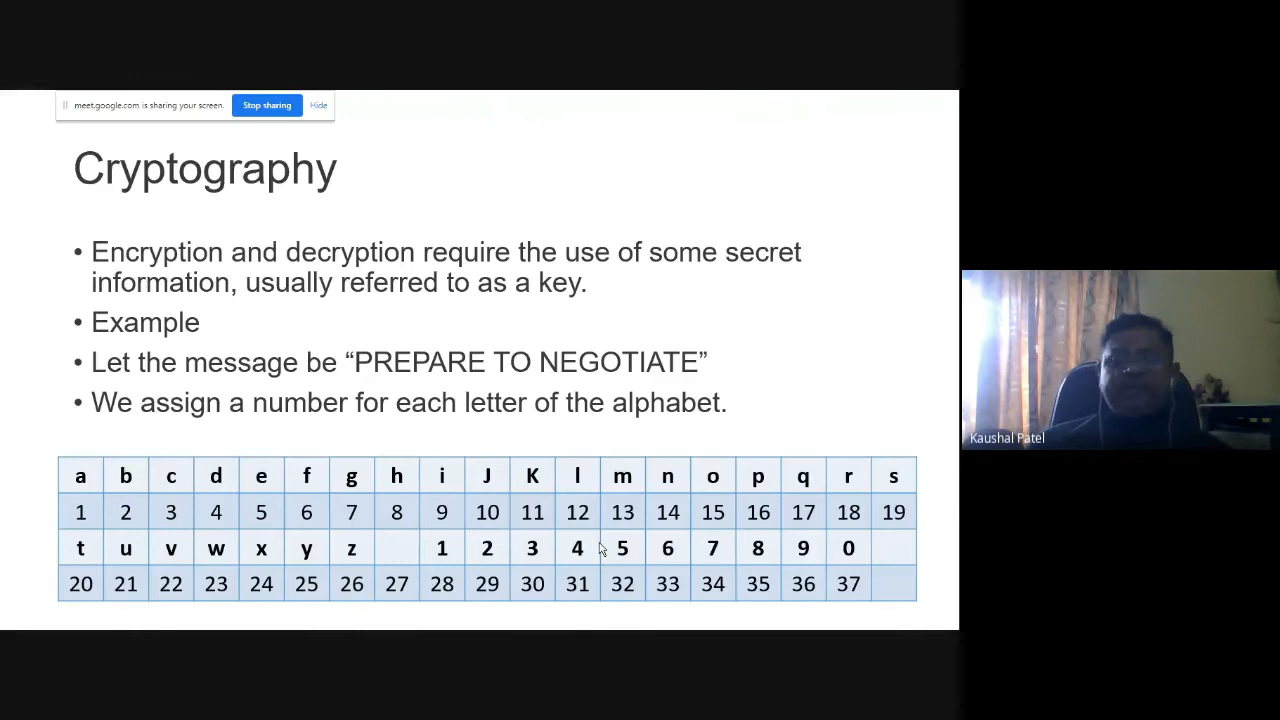 meet.google.com is sharing your screen. Stop sharing Hide
Cryptography
• Encryption and decryption require the use of some secret
information, usually referred to as a key.
• Example
• Let the message be “PREPARE TO NEGOTIATE”
• We assign a number for each letter of the alphabet.
a b c d e f g h i J K l m n o p q r s
1 2 3 4 5 6 7 8 9 10 11 12 13 14 15 16 17 18 19
t u v w x y z 1 2 3 4 5 6 7 8 9 0
20 21 22 23 24 25 26 27 28 29 30 31 32 33 34 35 36 37
Kaushal Patel